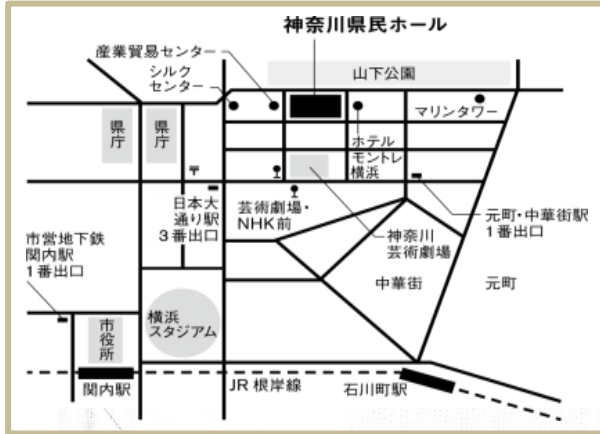 神奈川県民ホール
産業貿易センター
シルク
センター
山下公園
マリンタワー
県庁
県庁
ホテル
モントレ
横浜
〒
日本大
通り駅
3番出口
芸術劇場・
NHK前
神奈川
芸術劇場
元町・中華街駅
1番出口
市営地下鉄
関内駅
1番出口
中華街
元町
市役所
横浜
スタジアム
関内駅
JR根岸線
石川町駅